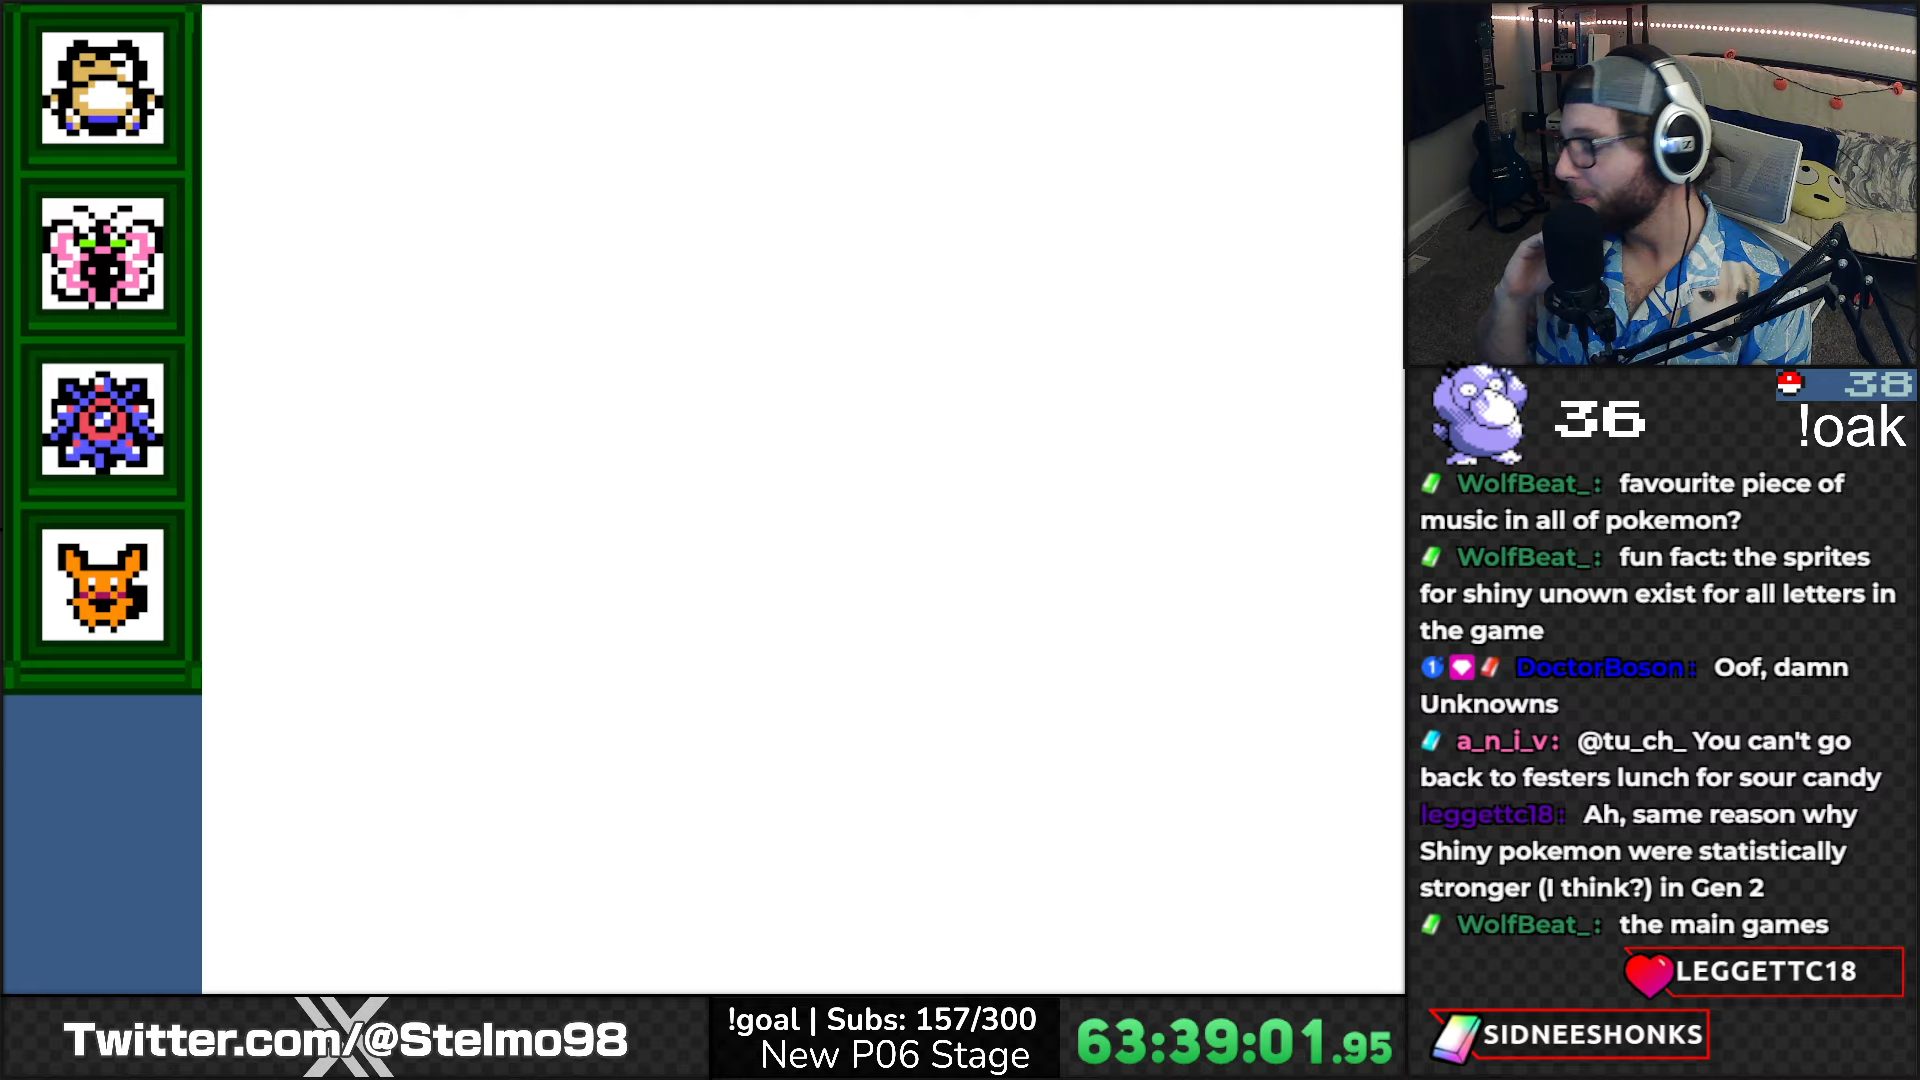 38
36
!oak
WolfBeat_: favourite piece of
music in all of pokemon?
WolfBeat_: fun fact: the sprites
for shiny unown exist for all letters in
the game
1 DoctorBoson: Oof, damn
Unknowns
a_n_i_v: @tu_ch_ You can't go
back to festers lunch for sour candy
leggettc18: Ah, same reason why
Shiny pokemon were statistically
stronger (I think?) in Gen 2
WolfBeat_: the main games
LEGGETTC18
SIDNEESHONKS
Twitter.com/@Stelmo98
!goal | Subs: 157/300
New P06 Stage
63:39:01.95